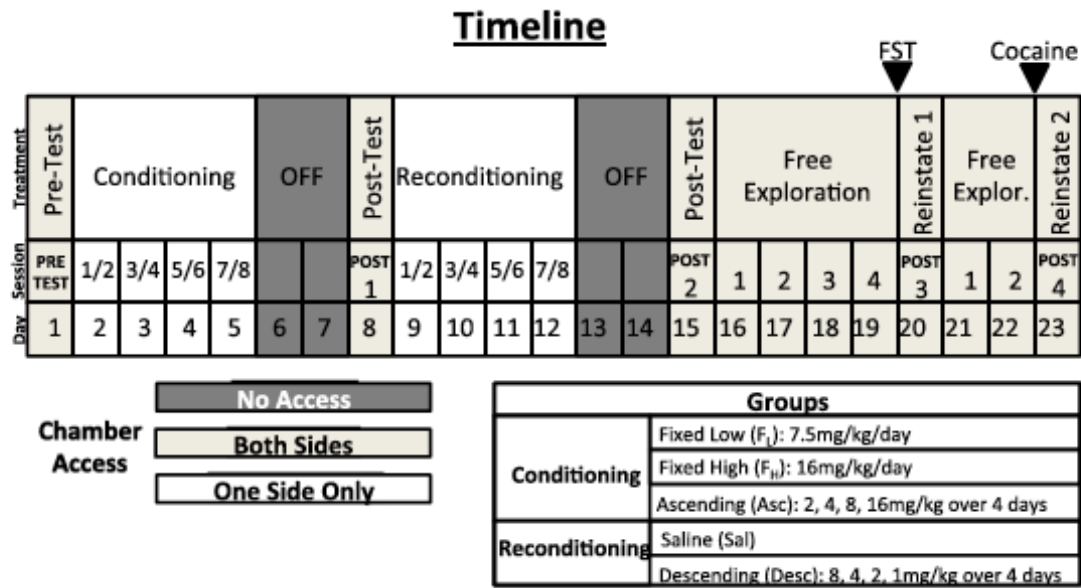 Timeline
FST Cocaine
Treatment Pre-Test Conditioning OFF Post-Test Reconditioning OFF Post-Test Free Exploration Reinstate 1 Free Explor. Reinstate 2
Session PRE TEST 1/2 3/4 5/6 7/8 POST 1 1/2 3/4 5/6 7/8 POST 2 1 2 3 4 POST 3 1 2 POST 4
Day 1 2 3 4 5 6 7 8 9 10 11 12 13 14 15 16 17 18 19 20 21 22 23
Chamber Access
No Access
Both Sides
One Side Only
Groups
Conditioning
Fixed Low (F_L): 7.5mg/kg/day
Fixed High (F_H): 16mg/kg/day
Ascending (Asc): 2, 4, 8, 16mg/kg over 4 days
Reconditioning
Saline (Sal)
Descending (Desc): 8, 4, 2, 1mg/kg over 4 days